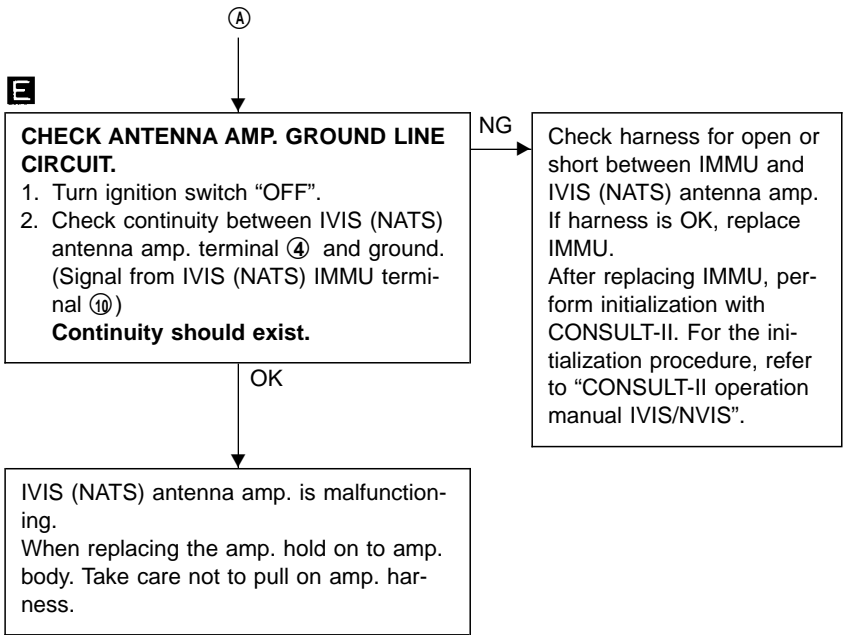 Ⓐ
E
CHECK ANTENNA AMP. GROUND LINE
CIRCUIT.
1. Turn ignition switch “OFF”.
2. Check continuity between IVIS (NATS)
antenna amp. terminal ④ and ground.
(Signal from IVIS (NATS) IMMU termi-
nal ⑩)
Continuity should exist.
NG
Check harness for open or
short between IMMU and
IVIS (NATS) antenna amp.
If harness is OK, replace
IMMU.
After replacing IMMU, per-
form initialization with
CONSULT-II. For the ini-
tialization procedure, refer
to “CONSULT-II operation
manual IVIS/NVIS”.
OK
IVIS (NATS) antenna amp. is malfunction-
ing.
When replacing the amp. hold on to amp.
body. Take care not to pull on amp. har-
ness.